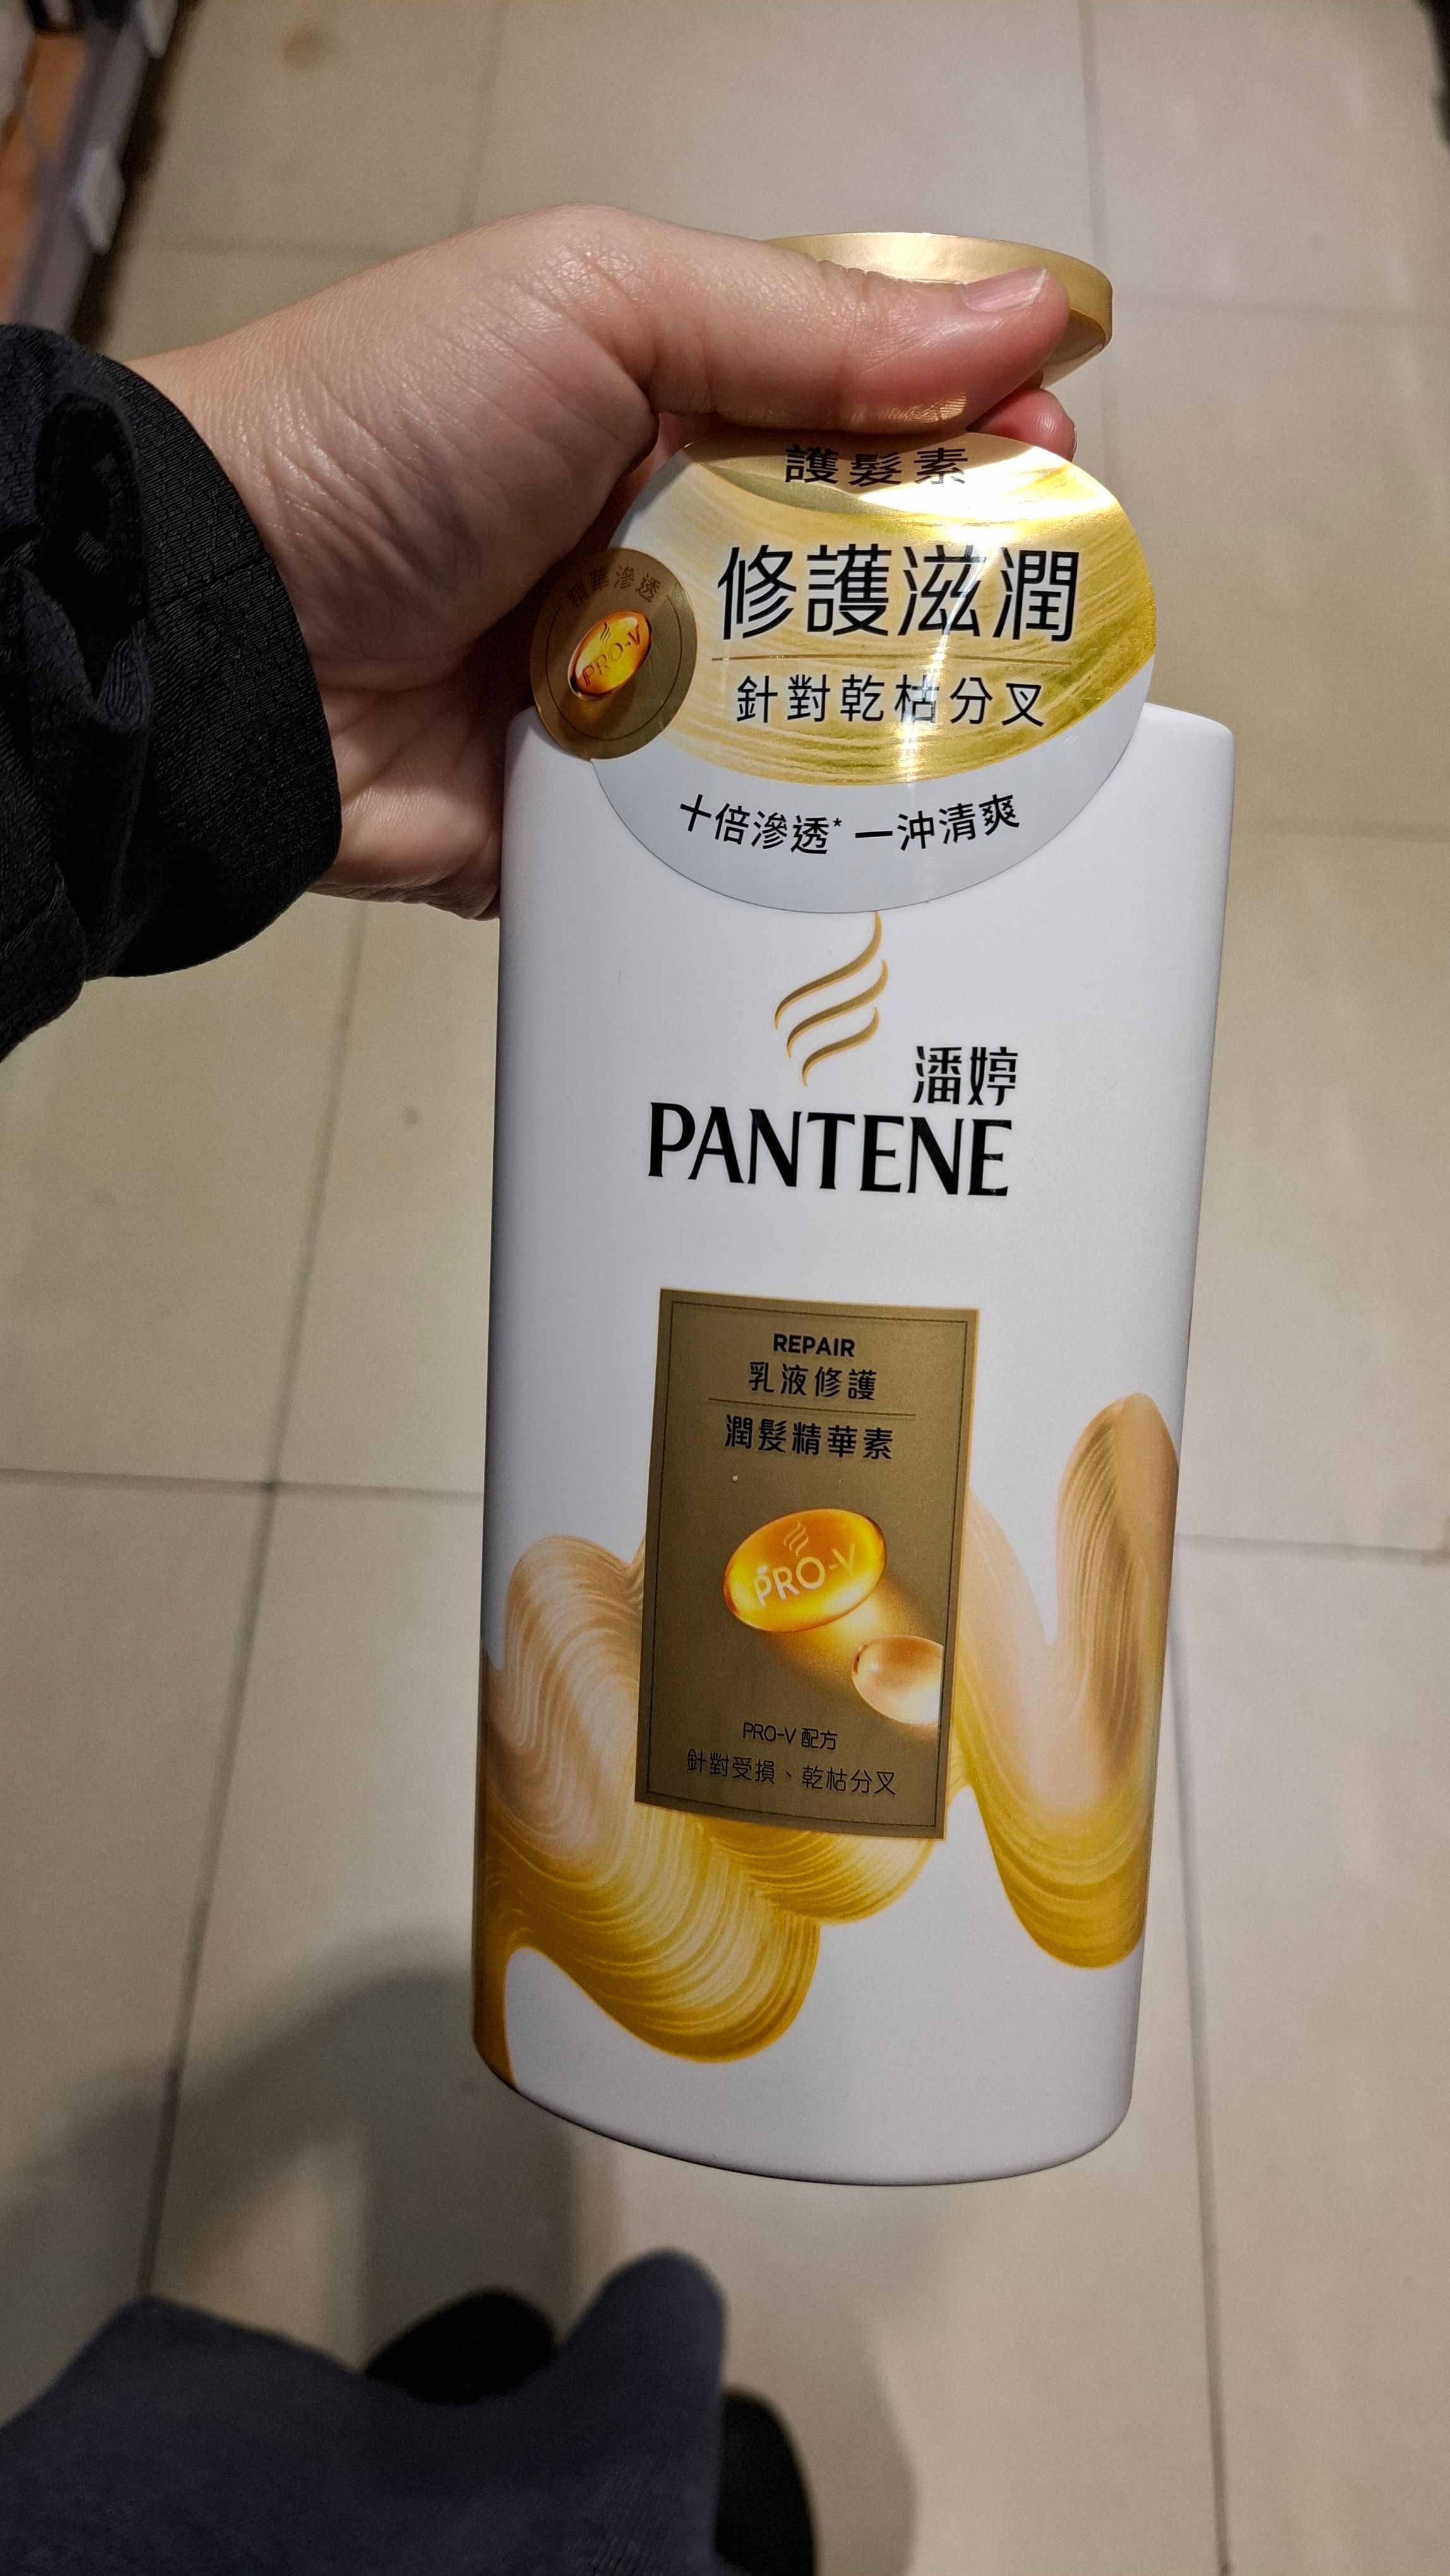 護髮素
修護滋潤
針對乾枯分叉
精華滲透
PRO-V
十倍滲透* 一沖清爽
潘婷
PANTENE
REPAIR
乳液修護
潤髮精華素
PRO-V
PRO-V 配方
針對受損、乾枯分叉